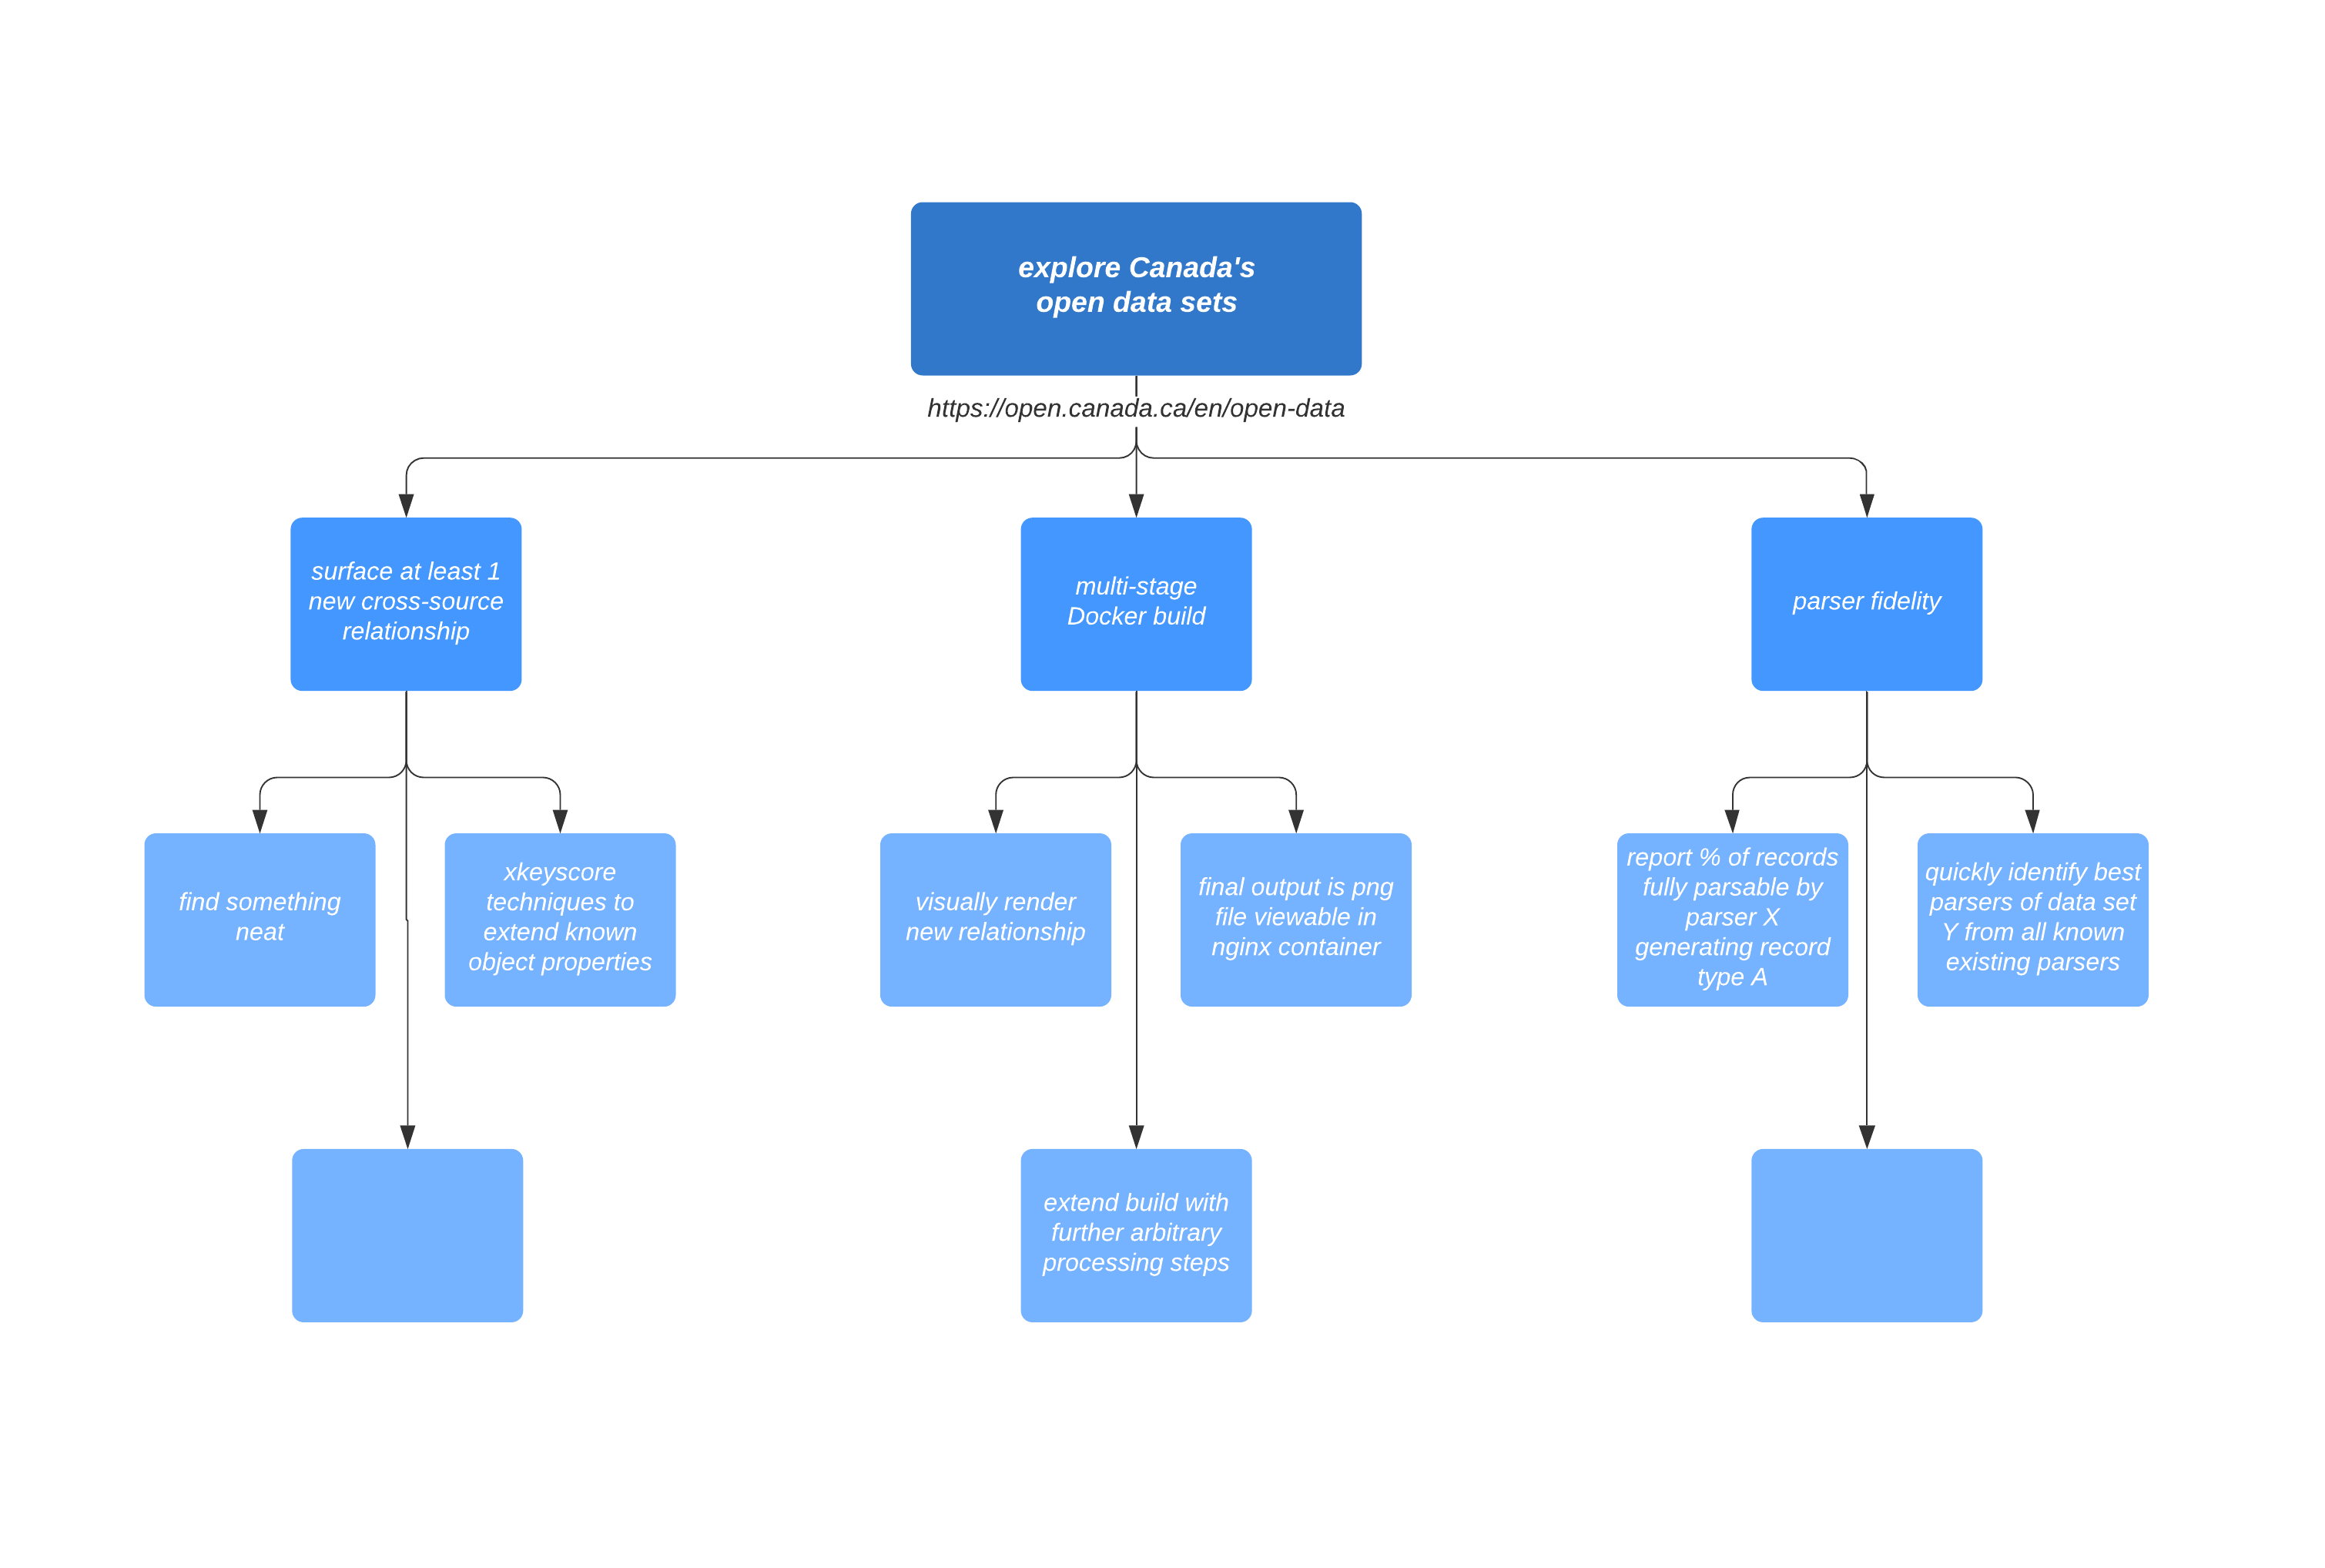 explore Canada's
open data sets
https://open.canada.ca/en/open-data
surface at least 1
new cross-source
relationship
multi-stage
Docker build
parser fidelity
find something
neat
xkeyscore
techniques to
extend known
object properties
visually render
new relationship
final output is png
file viewable in
nginx container
report % of records
fully parsable by
parser X
generating record
type A
quickly identify best
parsers of data set
Y from all known
existing parsers
extend build with
further arbitrary
processing steps